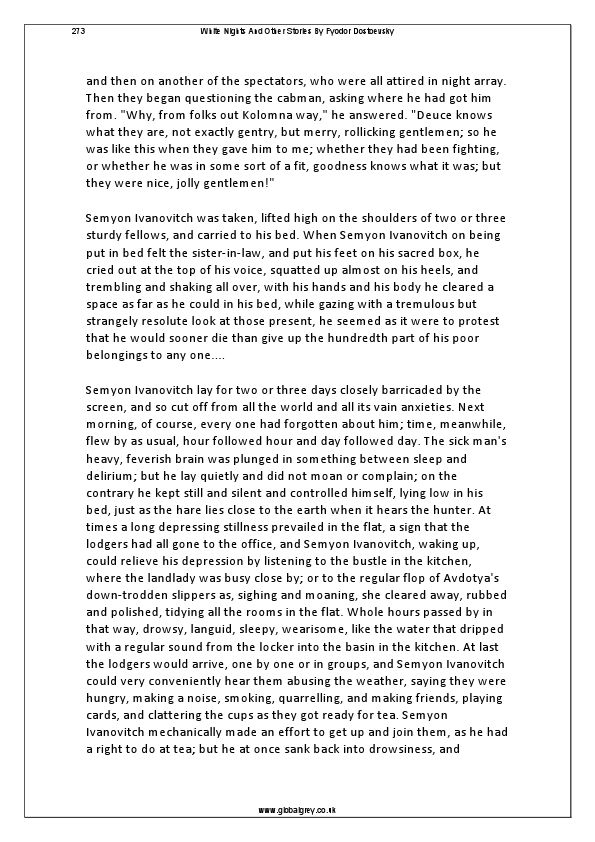 273 White Nights And Other Stories By Fyodor Dostoevsky
and then on another of the spectators, who were all attired in night array.
Then they began questioning the cabman, asking where he had got him
from. "Why, from folks out Kolomna way," he answered. "Deuce knows
what they are, not exactly gentry, but merry, rollicking gentlemen; so he
was like this when they gave him to me; whether they had been fighting,
or whether he was in some sort of a fit, goodness knows what it was; but
they were nice, jolly gentlemen!"
Semyon Ivanovitch was taken, lifted high on the shoulders of two or three
sturdy fellows, and carried to his bed. When Semyon Ivanovitch on being
put in bed felt the sister-in-law, and put his feet on his sacred box, he
cried out at the top of his voice, squatted up almost on his heels, and
trembling and shaking all over, with his hands and his body he cleared a
space as far as he could in his bed, while gazing with a tremulous but
strangely resolute look at those present, he seemed as it were to protest
that he would sooner die than give up the hundredth part of his poor
belongings to any one....
Semyon Ivanovitch lay for two or three days closely barricaded by the
screen, and so cut off from all the world and all its vain anxieties. Next
morning, of course, every one had forgotten about him; time, meanwhile,
flew by as usual, hour followed hour and day followed day. The sick man's
heavy, feverish brain was plunged in something between sleep and
delirium; but he lay quietly and did not moan or complain; on the
contrary he kept still and silent and controlled himself, lying low in his
bed, just as the hare lies close to the earth when it hears the hunter. At
times a long depressing stillness prevailed in the flat, a sign that the
lodgers had all gone to the office, and Semyon Ivanovitch, waking up,
could relieve his depression by listening to the bustle in the kitchen,
where the landlady was busy close by; or to the regular flop of Avdotya's
down-trodden slippers as, sighing and moaning, she cleared away, rubbed
and polished, tidying all the rooms in the flat. Whole hours passed by in
that way, drowsy, languid, sleepy, wearisome, like the water that dripped
with a regular sound from the locker into the basin in the kitchen. At last
the lodgers would arrive, one by one or in groups, and Semyon Ivanovitch
could very conveniently hear them abusing the weather, saying they were
hungry, making a noise, smoking, quarrelling, and making friends, playing
cards, and clattering the cups as they got ready for tea. Semyon
Ivanovitch mechanically made an effort to get up and join them, as he had
a right to do at tea; but he at once sank back into drowsiness, and
www.globalgrey.co.uk